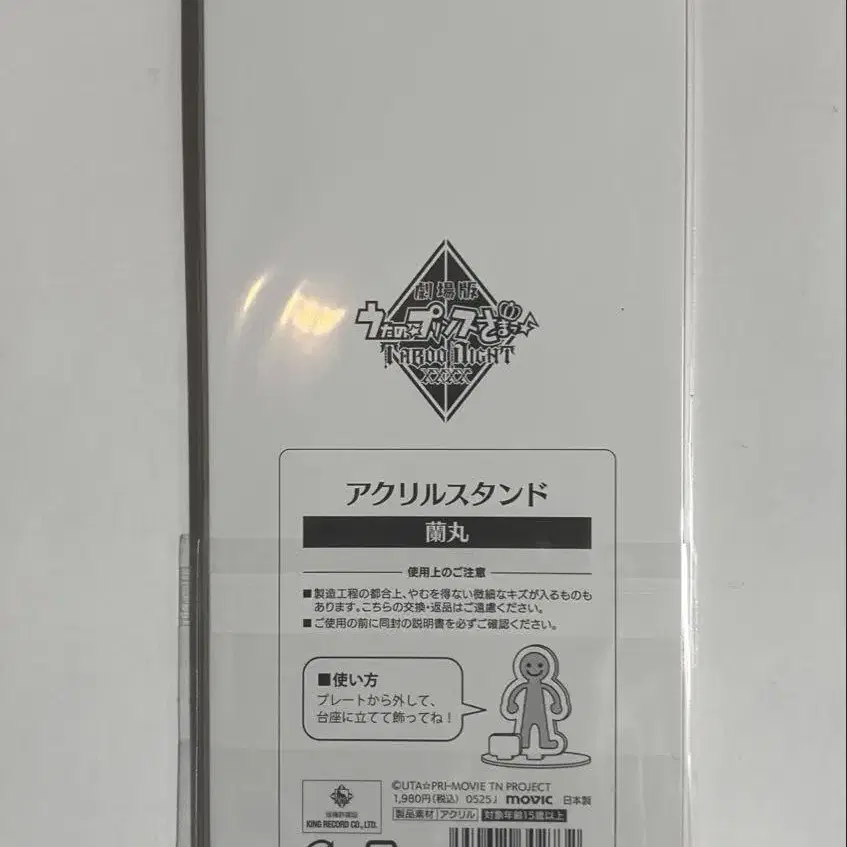 劇場版
うたの☆プリンスさまっ♪
TABOO NIGHT
XXXX
アクリルスタンド
蘭丸
使用上のご注意
■製造工程の都合上、やむを得ない微細なキズが入るものも
あります。こちらの交換・返品はご遠慮ください。
■ご使用の前に同封の説明書を必ずご確認ください。
■使い方
プレートから外して、
台座に立てて飾ってね!
©UTA☆PRI-MOVIE TN PROJECT
1,980円(税込) 0525J movic 日本製
製品素材 アクリル 対象年齢15歳以上
KING RECORD CO., LTD.